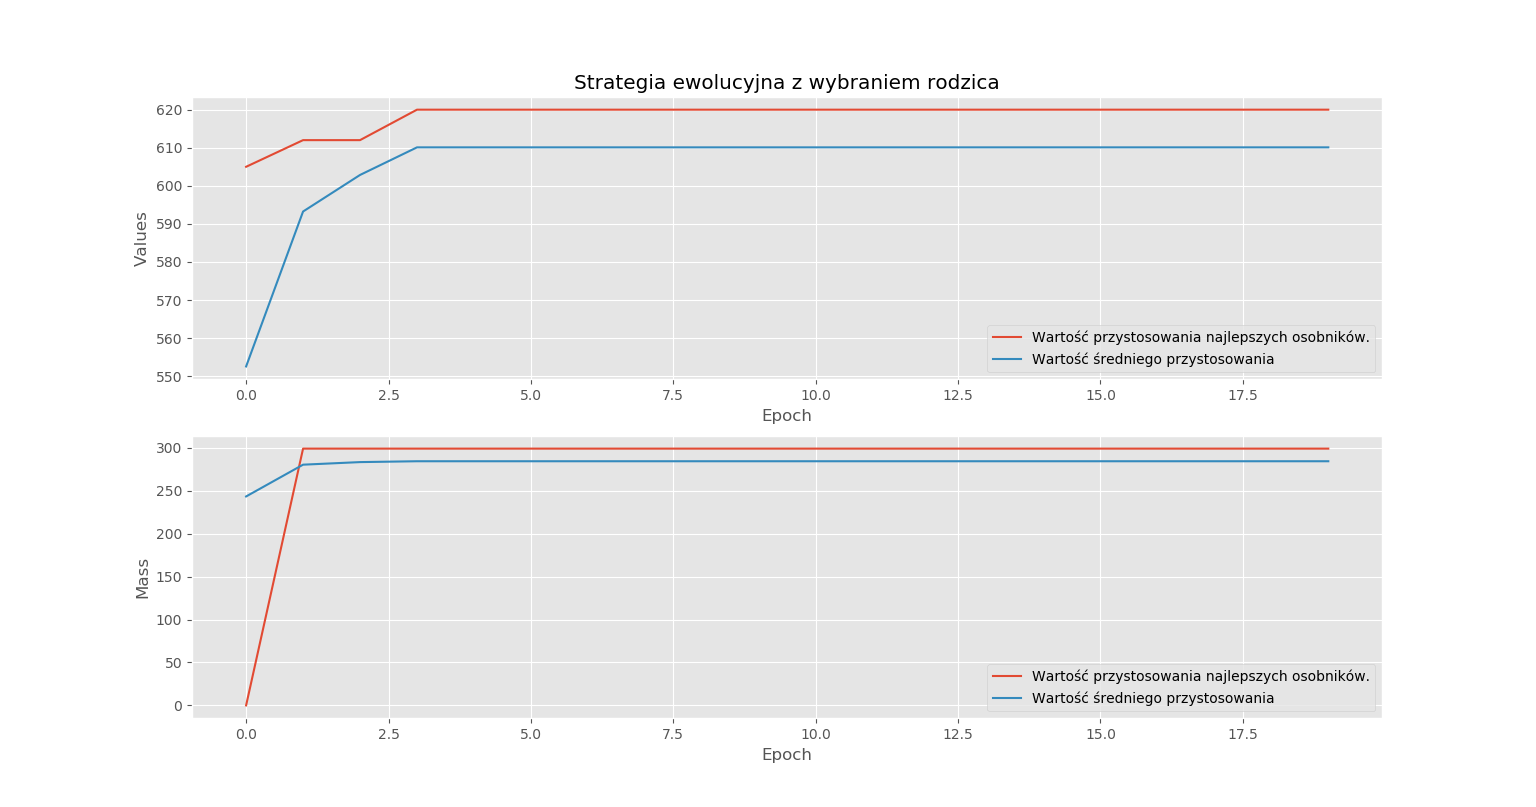 Strategia ewolucyjna z wybraniem rodzica
620
610
600
590
580
570
560
550
Values
Wartość przystosowania najlepszych osobników.
Wartość średniego przystosowania
0.0 2.5 5.0 7.5 10.0 12.5 15.0 17.5
Epoch
300
250
200
150
100
50
0
Mass
Wartość przystosowania najlepszych osobników.
Wartość średniego przystosowania
0.0 2.5 5.0 7.5 10.0 12.5 15.0 17.5
Epoch